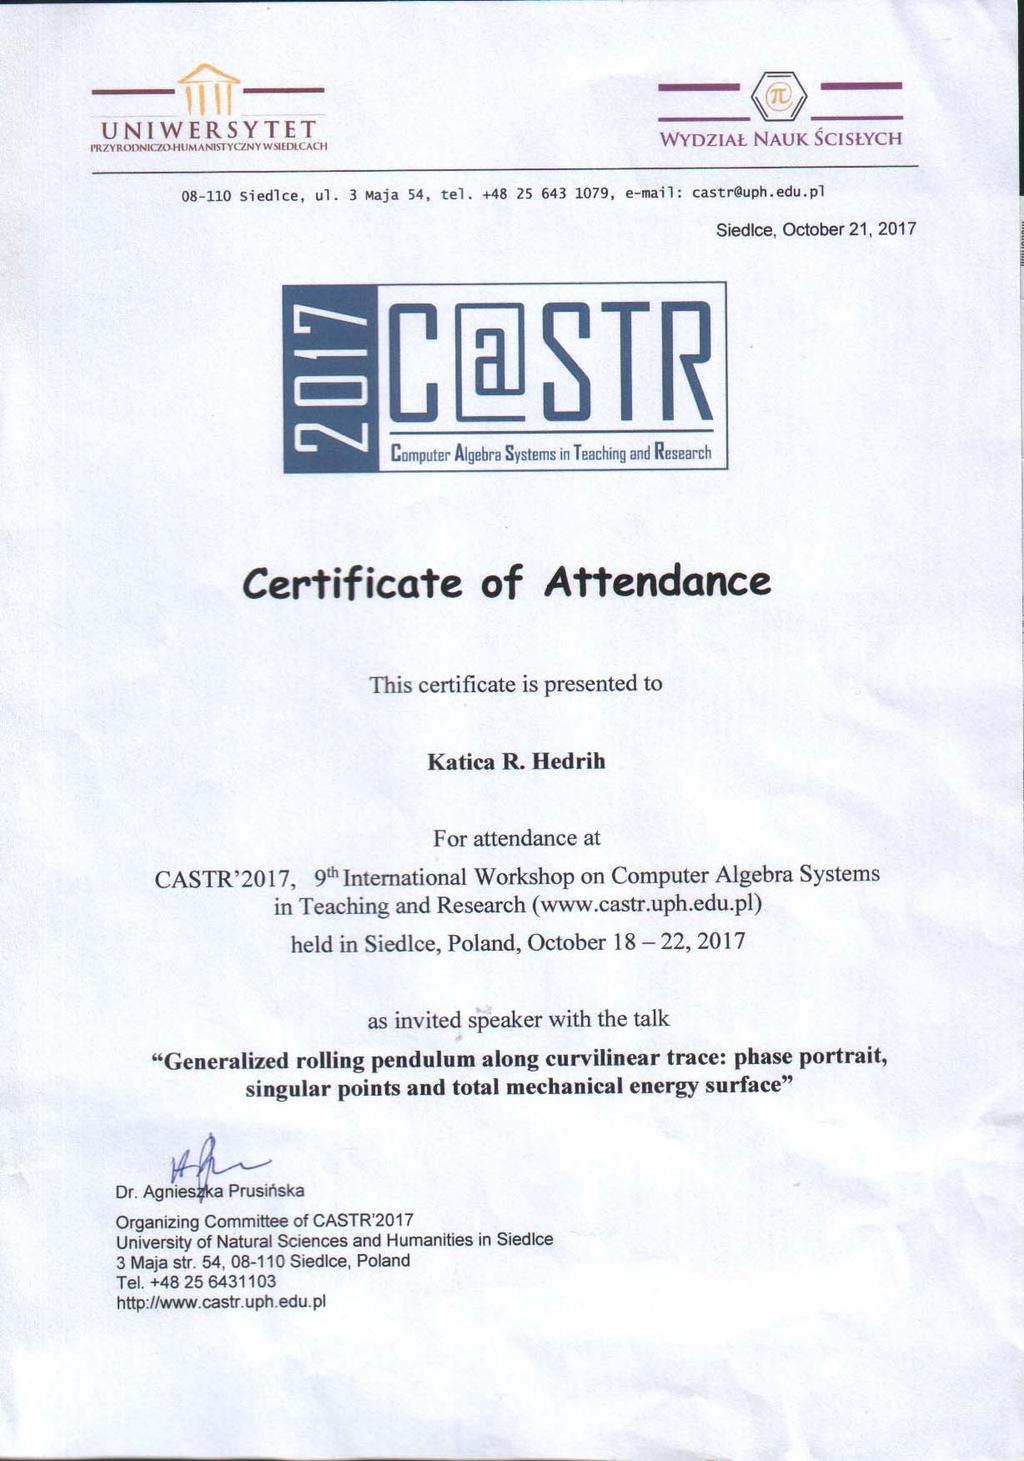 UNIWERSYTET
PRZYRODNICZO-HUMANISTYCZNY W SIEDLCACH
π
WYDZIAŁ NAUK ŚCISŁYCH
08-110 Siedlce, ul. 3 Maja 54, tel. +48 25 643 1079, e-mail: castr@uph.edu.pl
Siedlce, October 21, 2017
2017
C@STR
Computer Algebra Systems in Teaching and Research
Certificate of Attendance
This certificate is presented to
Katica R. Hedrih
For attendance at
CASTR'2017, 9th International Workshop on Computer Algebra Systems
in Teaching and Research (www.castr.uph.edu.pl)
held in Siedlce, Poland, October 18 – 22, 2017
as invited speaker with the talk
“Generalized rolling pendulum along curvilinear trace: phase portrait,
singular points and total mechanical energy surface”
Dr. Agnieszka Prusińska
Organizing Committee of CASTR'2017
University of Natural Sciences and Humanities in Siedlce
3 Maja str. 54, 08-110 Siedlce, Poland
Tel. +48 25 6431103
http://www.castr.uph.edu.pl